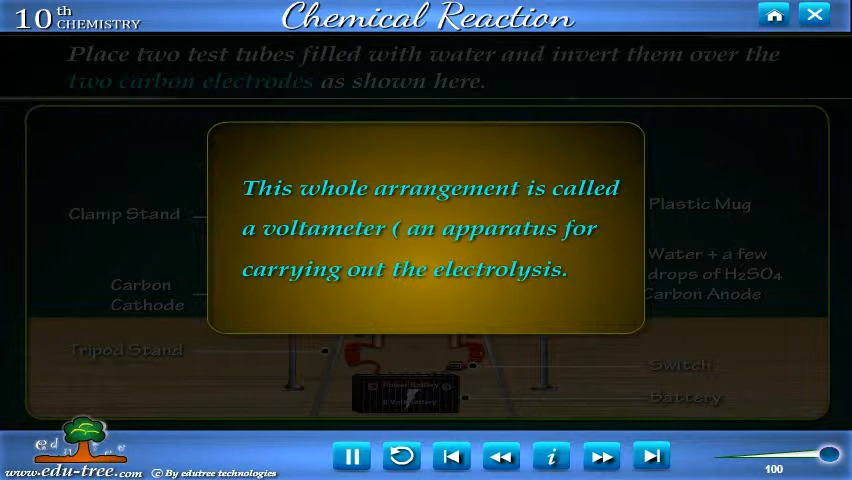 10th CHEMISTRY
Chemical Reaction
Place two test tubes filled with water and invert them over the
two carbon electrodes as shown here.
This whole arrangement is called
a voltameter ( an apparatus for
carrying out the electrolysis.
Clamp Stand
Carbon
Cathode
Tripod Stand
Plastic Mug
Water + a few
drops of H₂SO₄
Carbon Anode
Switch
Battery
Power Battery
edutree
www.edu-tree.com
© By edutree technologies
i
100